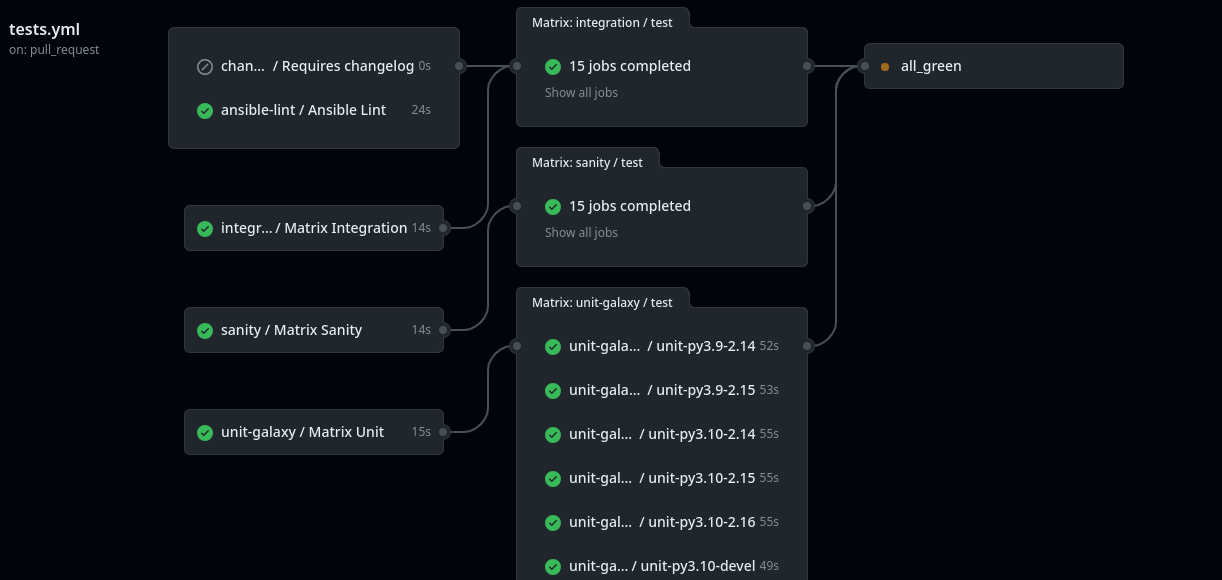 tests.yml
on: pull_request
chan... / Requires changelog 0s
ansible-lint / Ansible Lint 24s
integr... / Matrix Integration 14s
sanity / Matrix Sanity 14s
unit-galaxy / Matrix Unit 15s
Matrix: integration / test
15 jobs completed
Show all jobs
Matrix: sanity / test
15 jobs completed
Show all jobs
Matrix: unit-galaxy / test
unit-gala... / unit-py3.9-2.14 52s
unit-gala... / unit-py3.9-2.15 53s
unit-gal... / unit-py3.10-2.14 55s
unit-gal... / unit-py3.10-2.15 55s
unit-gal... / unit-py3.10-2.16 55s
unit-ga... / unit-py3.10-devel 49s
all_green